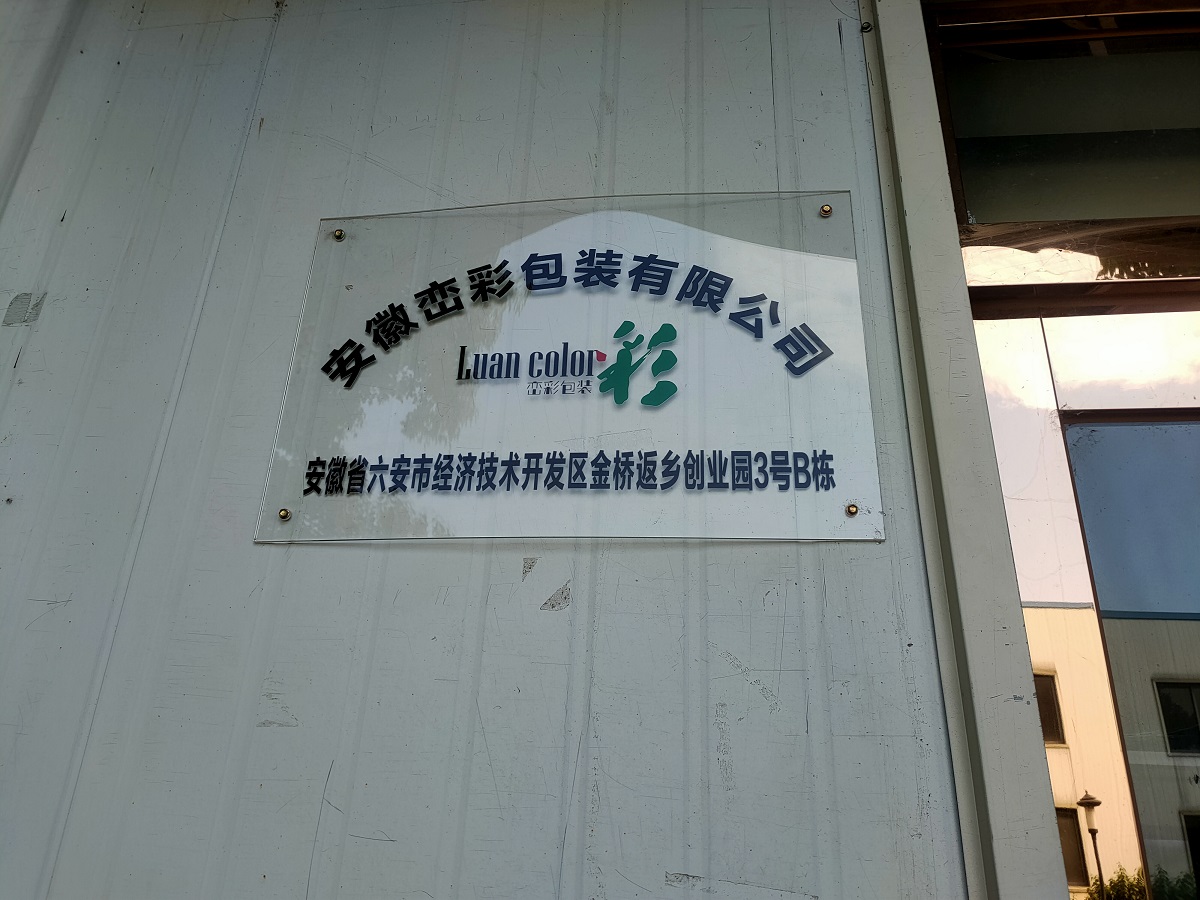 安徽峦彩包装有限公司
Luan color 彩
峦彩包装
安徽省六安市经济技术开发区金桥返乡创业园3号B栋